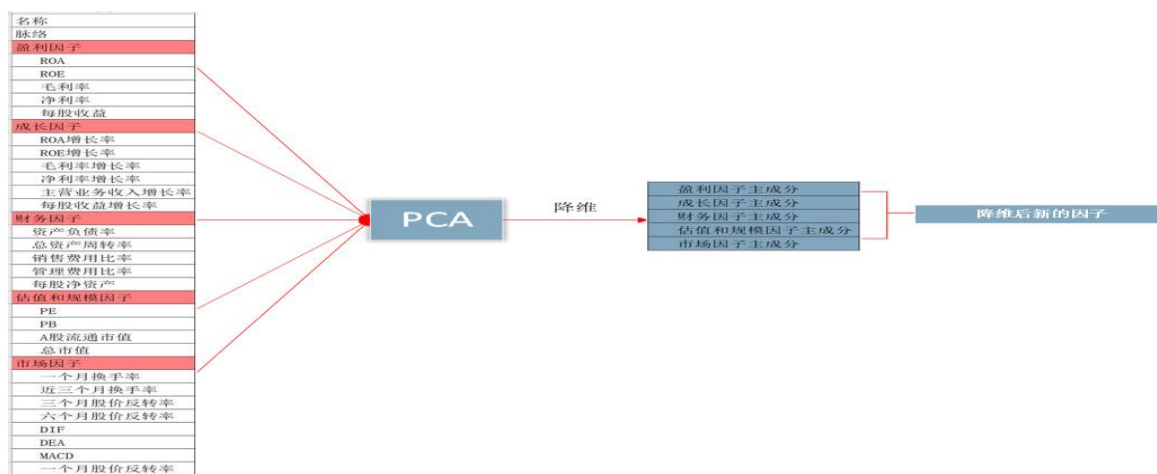 名称
脉络
盈利因子
ROA
ROE
毛利率
净利率
每股收益
成长因子
ROA增长率
ROE增长率
毛利率增长率
净利率增长率
主营业务收入增长率
每股收益增长率
财务因子
资产负债率
总资产周转率
销售费用比率
管理费用比率
每股净资产
估值和规模因子
PE
PB
A股流通市值
总市值
市场因子
一个月换手率
近三个月换手率
三个月股价反转率
六个月股价反转率
DIF
DEA
MACD
一个月股价反转率
PCA
降维
盈利因子主成分
成长因子主成分
财务因子主成分
估值和规模因子主成分
市场因子主成分
降维后新的因子